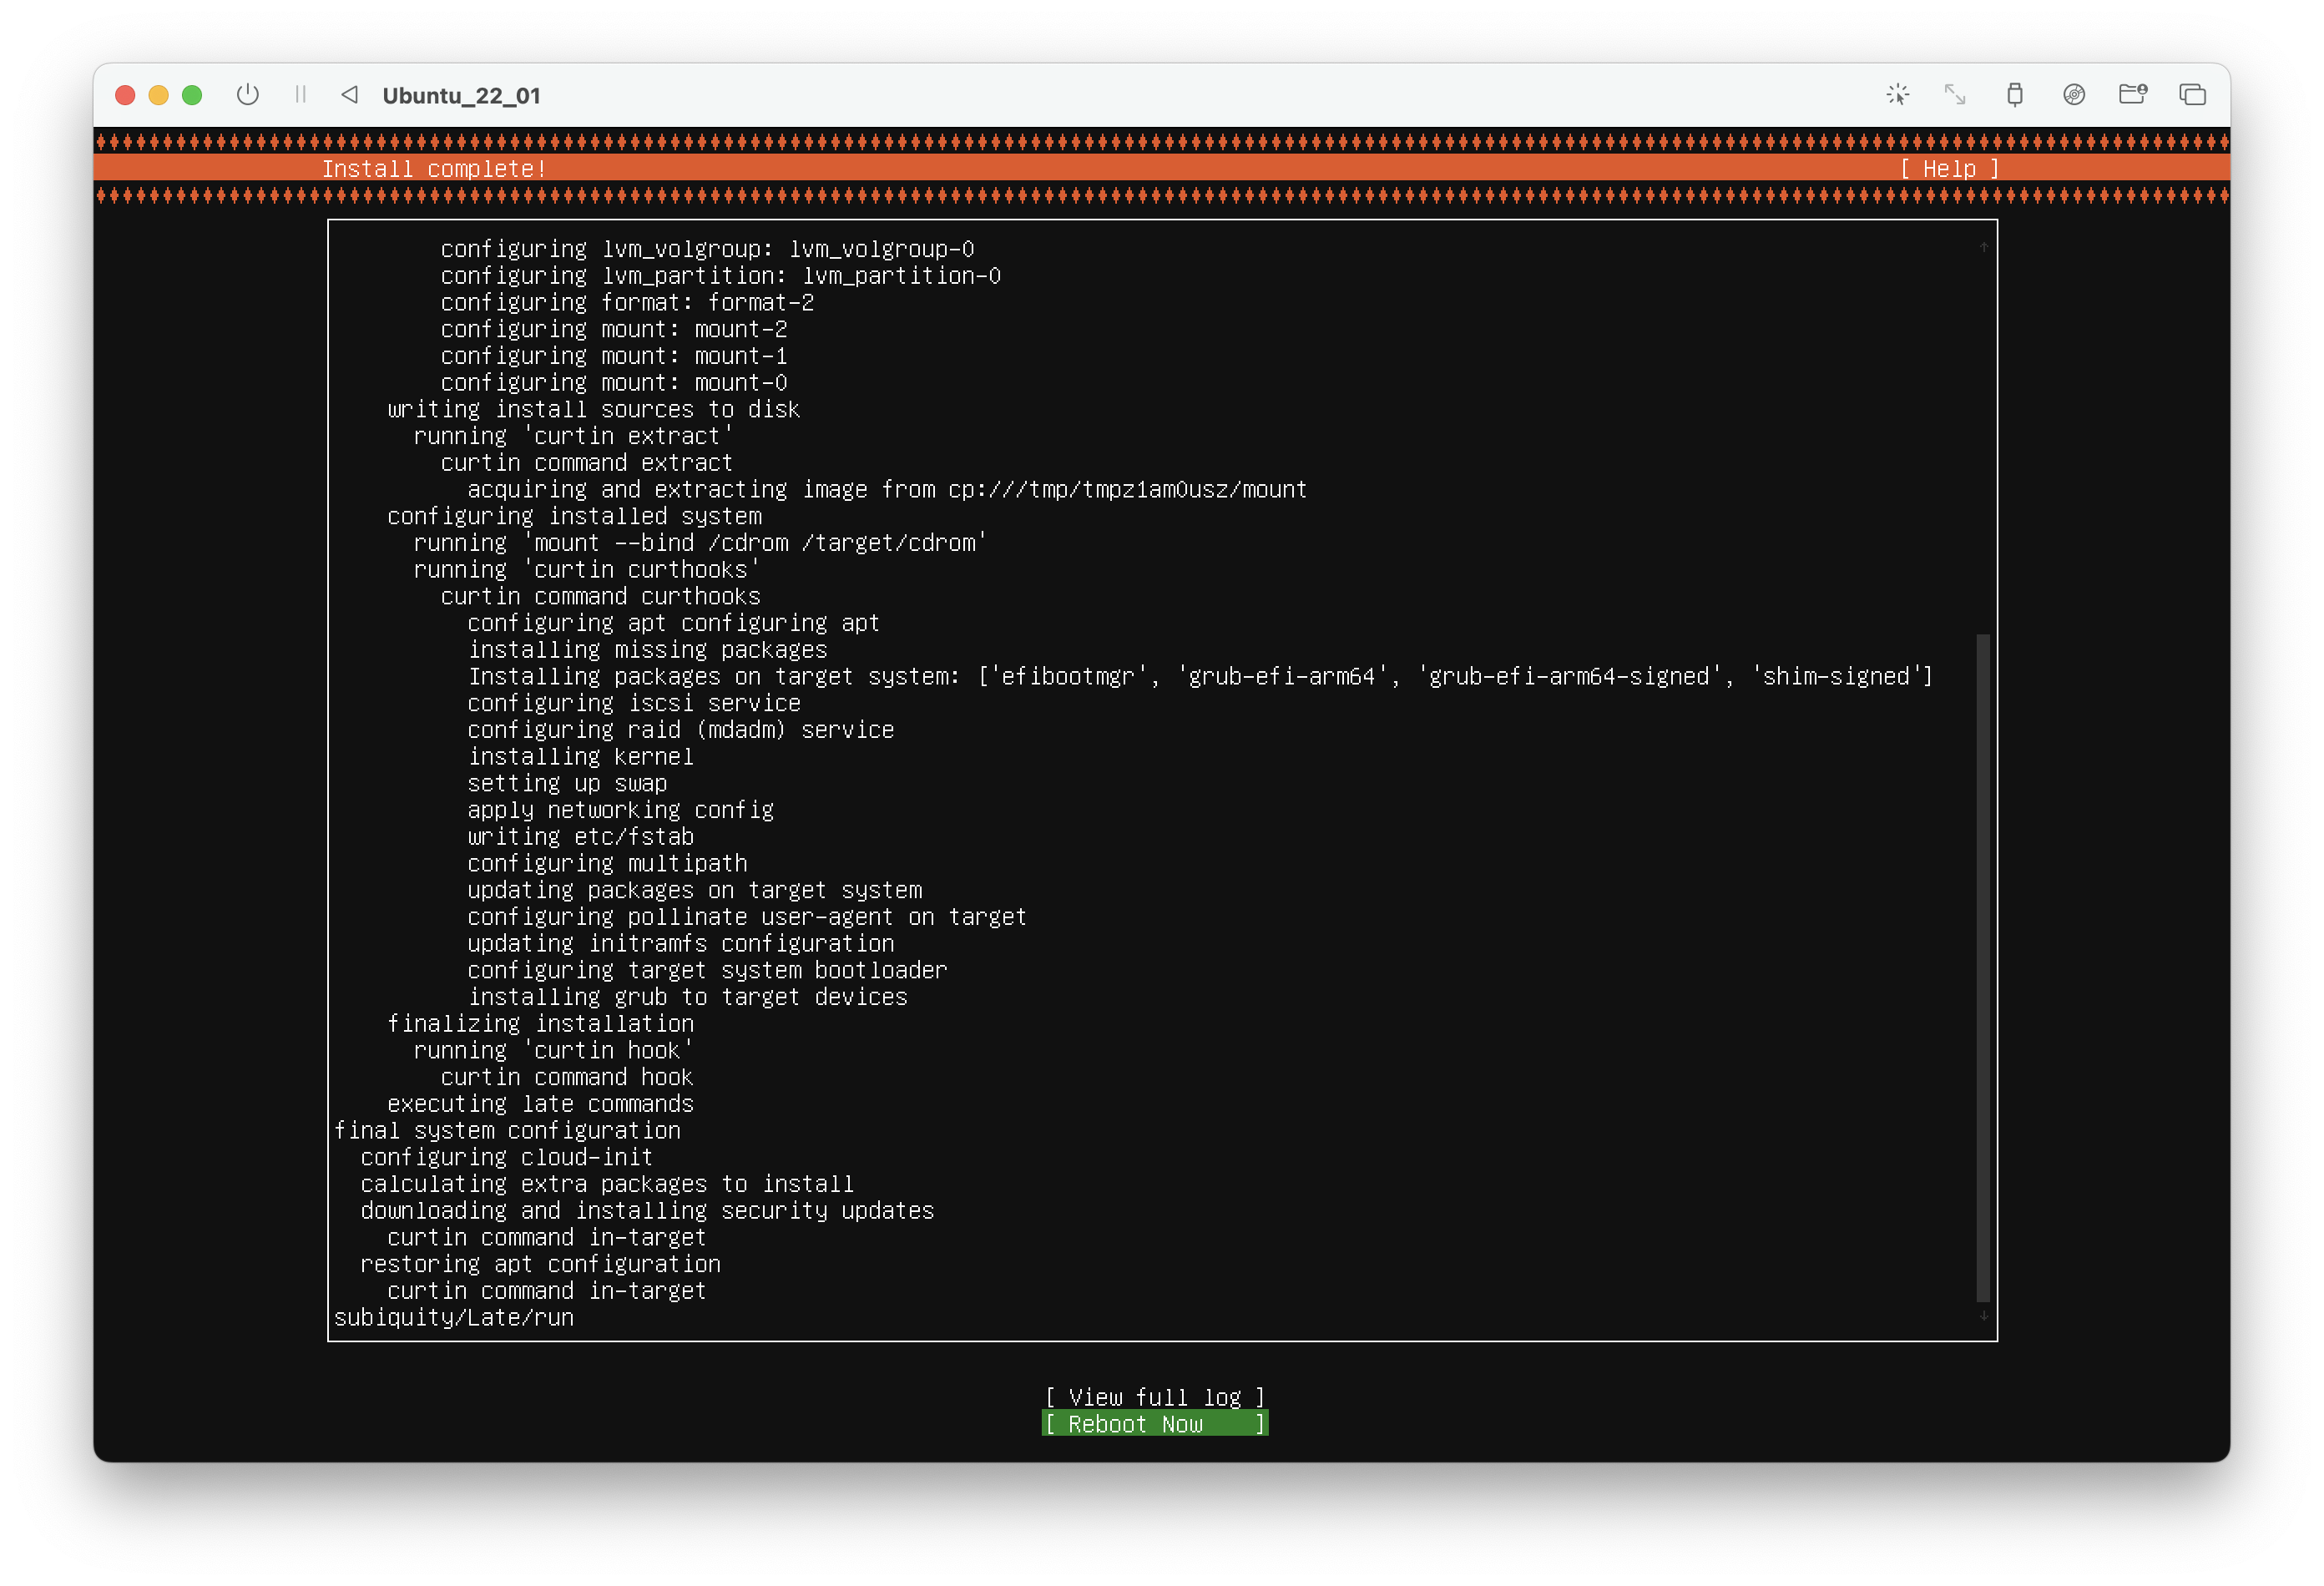 Ubuntu_22_01
Install complete! [ Help ]
configuring lvm_volgroup: lvm_volgroup-0
configuring lvm_partition: lvm_partition-0
configuring format: format-2
configuring mount: mount-2
configuring mount: mount-1
configuring mount: mount-0
writing install sources to disk
running 'curtin extract'
curtin command extract
acquiring and extracting image from cp:///tmp/tmpz1am0usz/mount
configuring installed system
running 'mount --bind /cdrom /target/cdrom'
running 'curtin curthooks'
curtin command curthooks
configuring apt configuring apt
installing missing packages
Installing packages on target system: ['efibootmgr', 'grub-efi-arm64', 'grub-efi-arm64-signed', 'shim-signed']
configuring iscsi service
configuring raid (mdadm) service
installing kernel
setting up swap
apply networking config
writing etc/fstab
configuring multipath
updating packages on target system
configuring pollinate user-agent on target
updating initramfs configuration
configuring target system bootloader
installing grub to target devices
finalizing installation
running 'curtin hook'
curtin command hook
executing late commands
final system configuration
configuring cloud-init
calculating extra packages to install
downloading and installing security updates
curtin command in-target
restoring apt configuration
curtin command in-target
subiquity/Late/run
[ View full log ]
[ Reboot Now ]